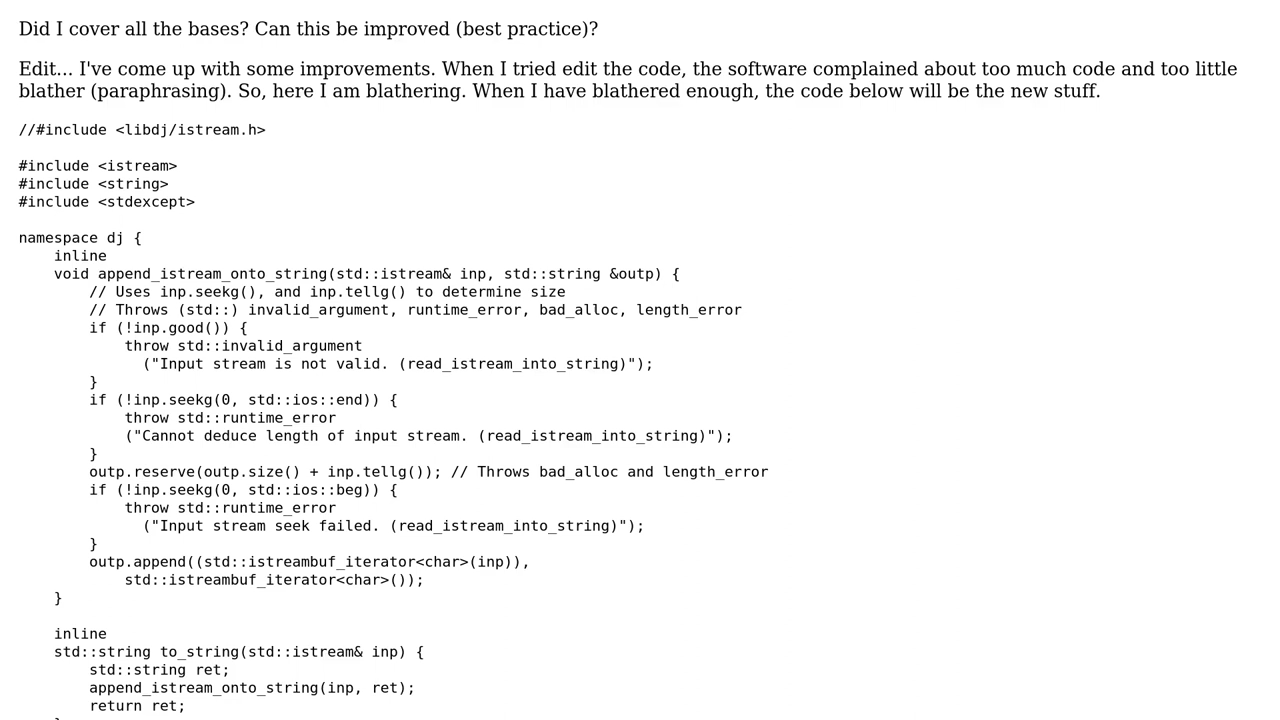 Did I cover all the bases? Can this be improved (best practice)?
Edit... I've come up with some improvements. When I tried edit the code, the software complained about too much code and too little
blather (paraphrasing). So, here I am blathering. When I have blathered enough, the code below will be the new stuff.
//#include <libdj/istream.h>
#include <istream>
#include <string>
#include <stdexcept>
namespace dj {
    inline
    void append_istream_onto_string(std::istream& inp, std::string &outp) {
        // Uses inp.seekg(), and inp.tellg() to determine size
        // Throws (std::) invalid_argument, runtime_error, bad_alloc, length_error
        if (!inp.good()) {
            throw std::invalid_argument
              ("Input stream is not valid. (read_istream_into_string)");
        }
        if (!inp.seekg(0, std::ios::end)) {
            throw std::runtime_error
            ("Cannot deduce length of input stream. (read_istream_into_string)");
        }
        outp.reserve(outp.size() + inp.tellg()); // Throws bad_alloc and length_error
        if (!inp.seekg(0, std::ios::beg)) {
            throw std::runtime_error
              ("Input stream seek failed. (read_istream_into_string)");
        }
        outp.append((std::istreambuf_iterator<char>(inp)),
            std::istreambuf_iterator<char>());
    }
    inline
    std::string to_string(std::istream& inp) {
        std::string ret;
        append_istream_onto_string(inp, ret);
        return ret;